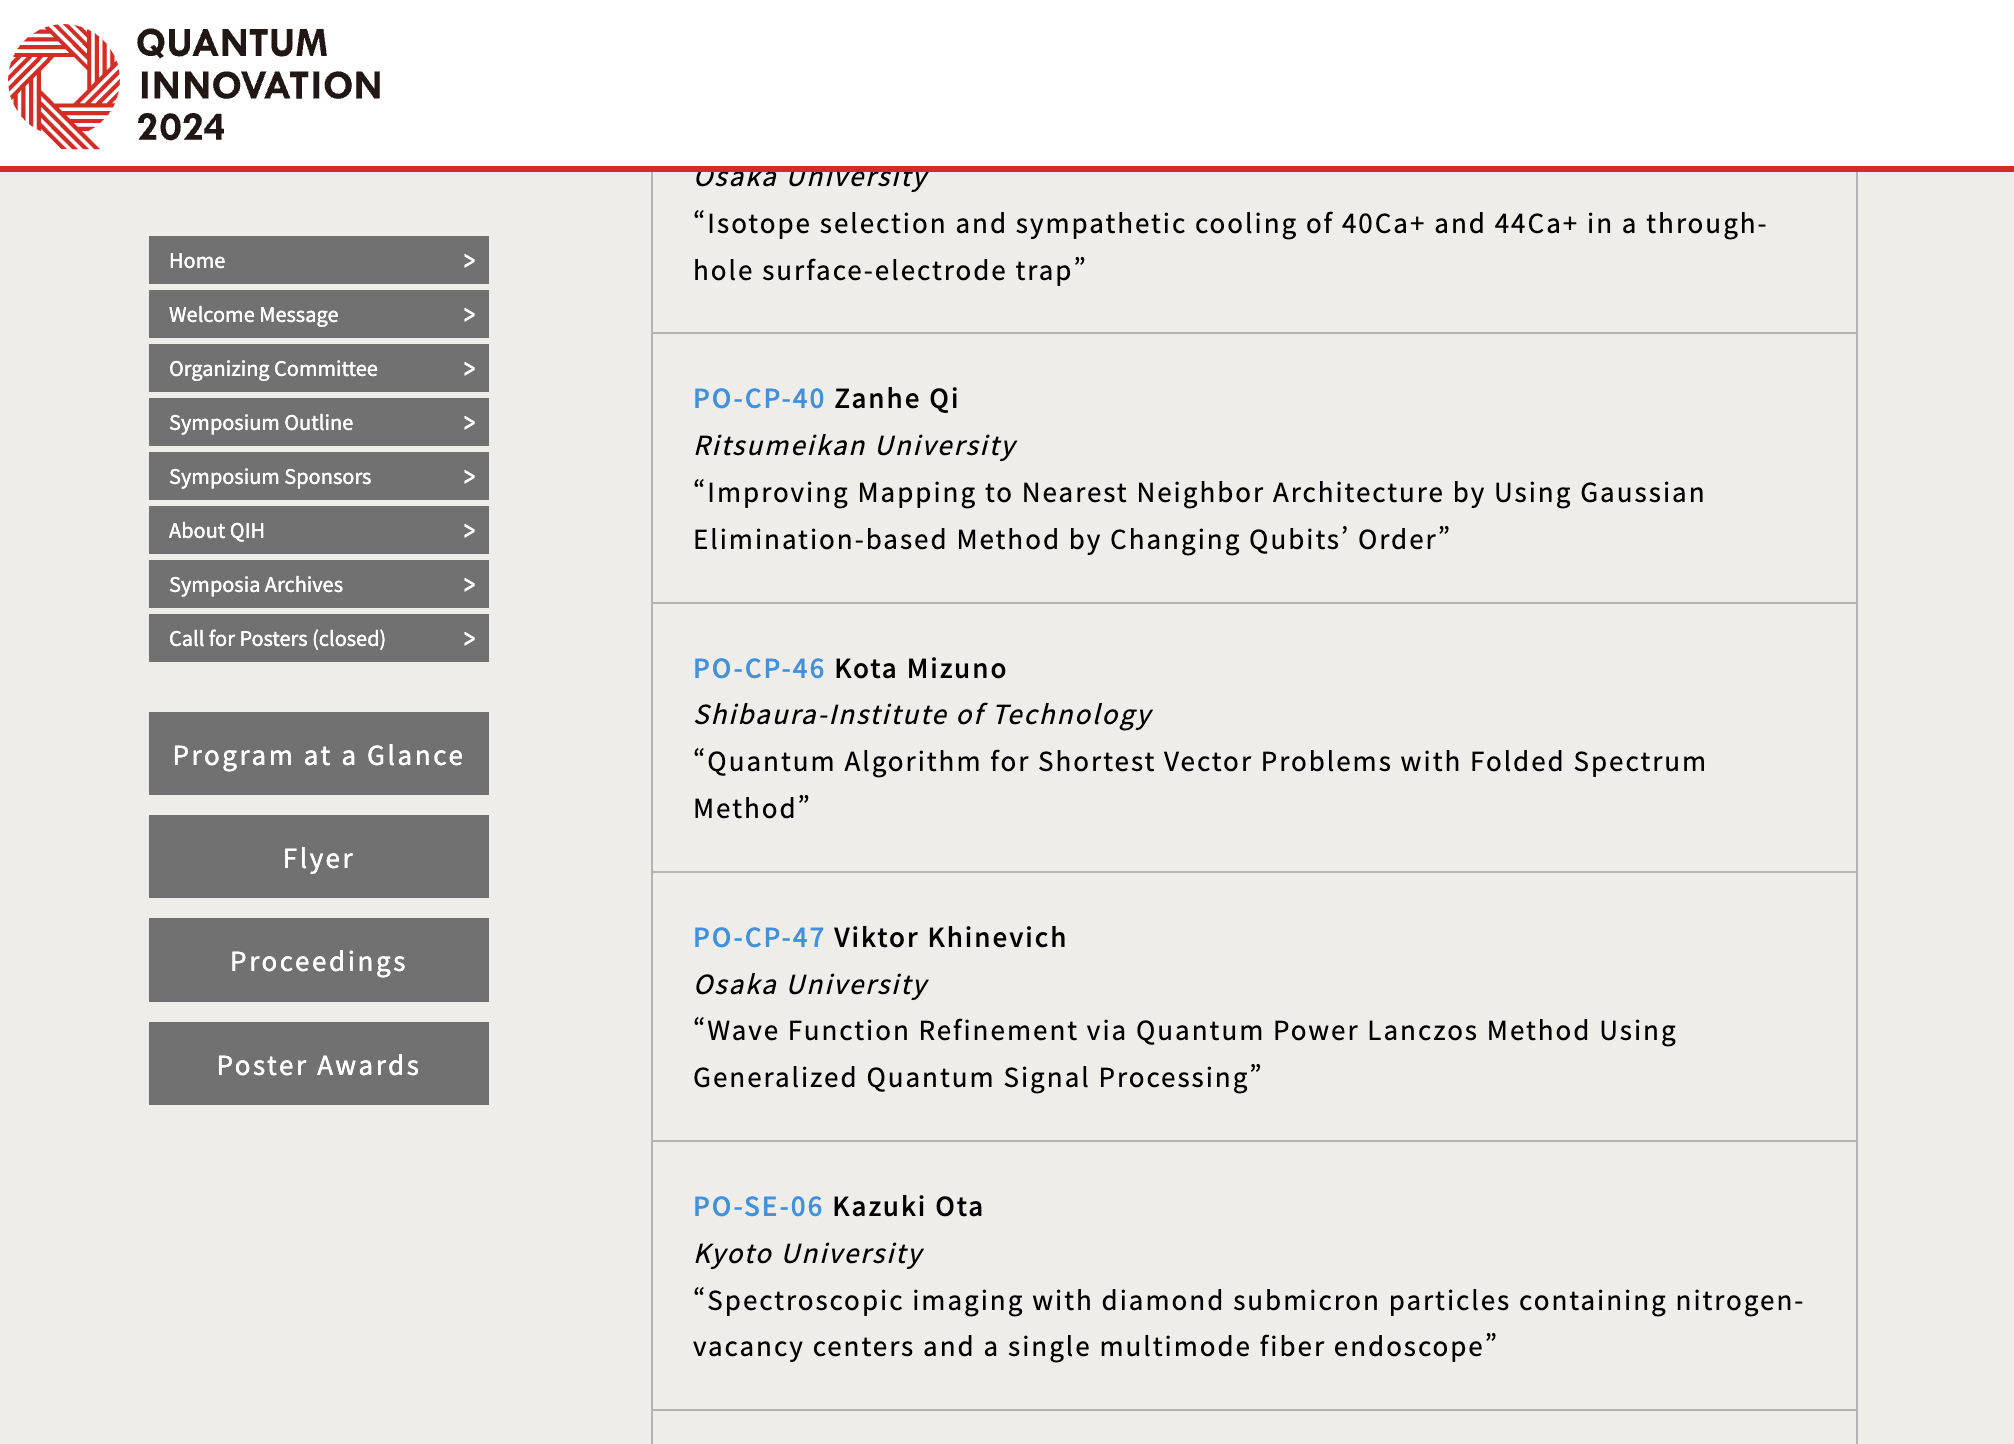 QUANTUM
INNOVATION
2024
Home >
Welcome Message >
Organizing Committee >
Symposium Outline >
Symposium Sponsors >
About QIH >
Symposia Archives >
Call for Posters (closed) >
Program at a Glance
Flyer
Proceedings
Poster Awards
Osaka University
“Isotope selection and sympathetic cooling of 40Ca+ and 44Ca+ in a through-
hole surface-electrode trap”
PO-CP-40 Zanhe Qi
Ritsumeikan University
“Improving Mapping to Nearest Neighbor Architecture by Using Gaussian
Elimination-based Method by Changing Qubits’ Order”
PO-CP-46 Kota Mizuno
Shibaura-Institute of Technology
“Quantum Algorithm for Shortest Vector Problems with Folded Spectrum
Method”
PO-CP-47 Viktor Khinevich
Osaka University
“Wave Function Refinement via Quantum Power Lanczos Method Using
Generalized Quantum Signal Processing”
PO-SE-06 Kazuki Ota
Kyoto University
“Spectroscopic imaging with diamond submicron particles containing nitrogen-
vacancy centers and a single multimode fiber endoscope”